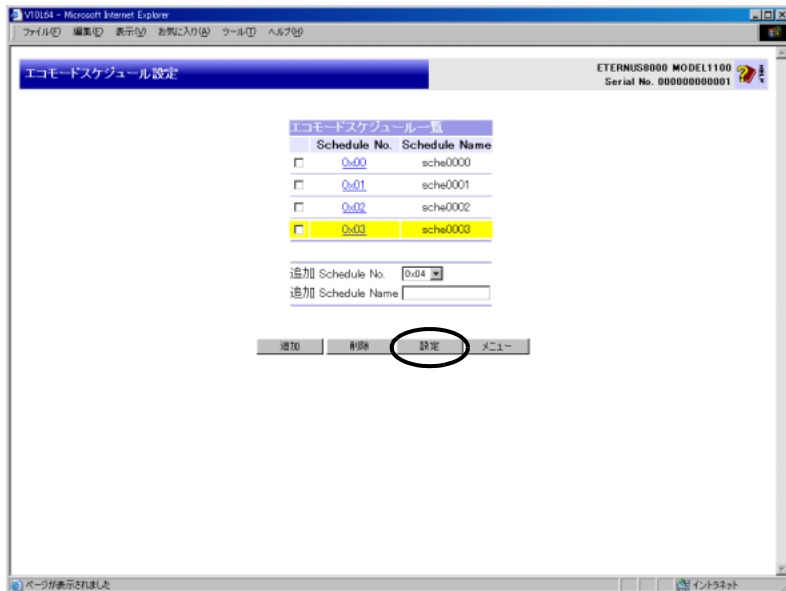 V10L64 - Microsoft Internet Explorer
ファイル(F) 編集(E) 表示(V) お気に入り(A) ツール(T) ヘルプ(H)
エコモードスケジュール設定
ETERNUS8000 MODEL1100
Serial No. 000000000001
HELP
エコモードスケジュール一覧
Schedule No. Schedule Name
0x00 sche0000
0x01 sche0001
0x02 sche0002
0x03 sche0003
追加 Schedule No. 0x04
追加 Schedule Name
追加 削除 設定 メニュー
ページが表示されました
イントラネット